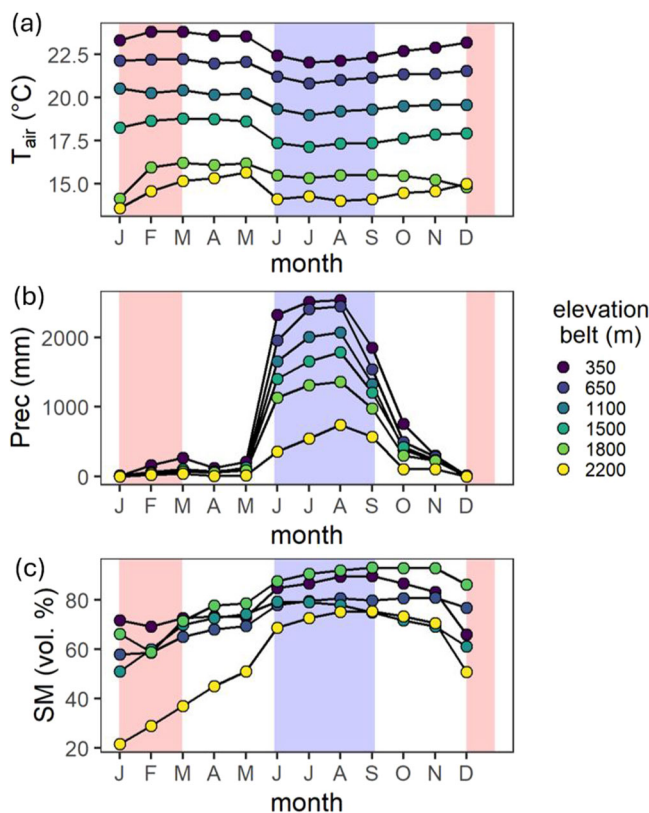 (a)
22.5
20.0
17.5
15.0
T_air (°C)
J F M A M J J A S O N D
month
(b)
2000
1000
0
Prec (mm)
J F M A M J J A S O N D
month
elevation
belt (m)
350
650
1100
1500
1800
2200
(c)
80
60
40
20
SM (vol. %)
J F M A M J J A S O N D
month